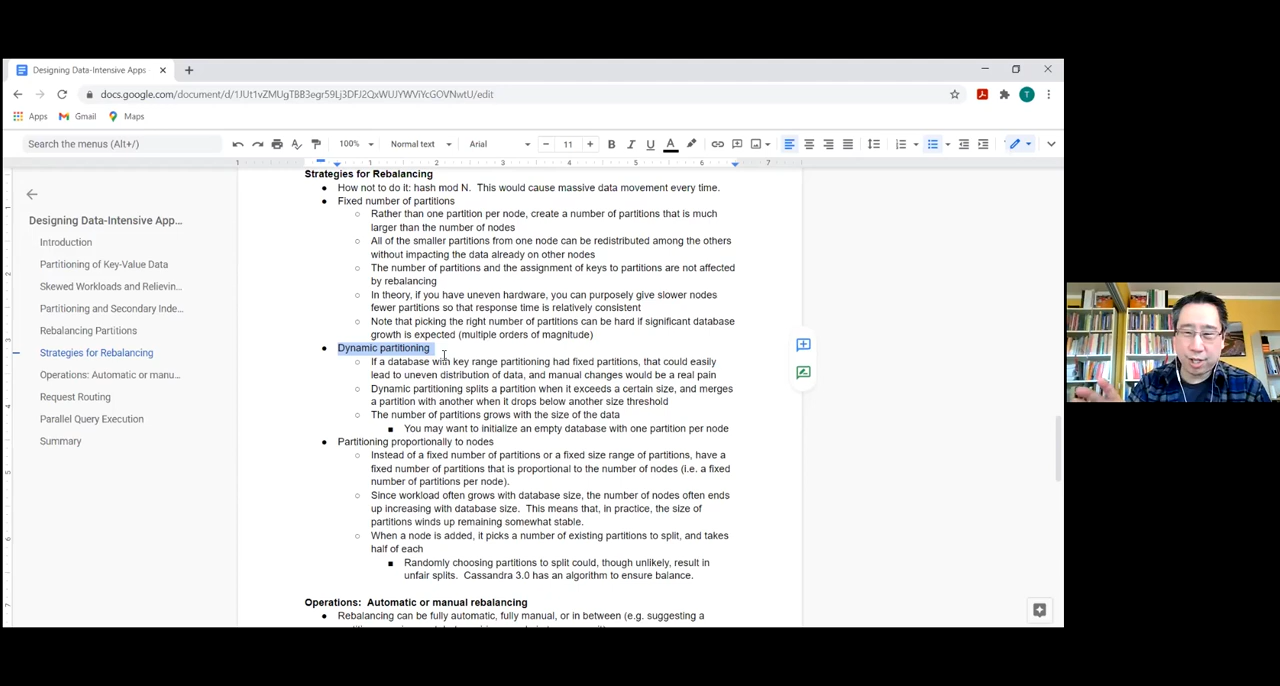 Designing Data-Intensive Apps
docs.google.com/document/d/1JUt1vZMUgTBB3egr59Lj3DFJ2QxWUJYWViYcGOVNwtU/edit
T
Apps
Gmail
Maps
Search the menus (Alt+/)
100%
Normal text
Arial
11
B
I
U
A
1
1
2
3
5
6
7
Designing Data-Intensive App...
Introduction
Partitioning of Key-Value Data
Skewed Workloads and Relievin...
Partitioning and Secondary Inde...
Rebalancing Partitions
Strategies for Rebalancing
Operations: Automatic or manu...
Request Routing
Parallel Query Execution
Summary
Strategies for Rebalancing
How not to do it: hash mod N. This would cause massive data movement every time.
Fixed number of partitions
Rather than one partition per node, create a number of partitions that is much
larger than the number of nodes
All of the smaller partitions from one node can be redistributed among the others
without impacting the data already on other nodes
The number of partitions and the assignment of keys to partitions are not affected
by rebalancing
In theory, if you have uneven hardware, you can purposely give slower nodes
fewer partitions so that response time is relatively consistent
Note that picking the right number of partitions can be hard if significant database
growth is expected (multiple orders of magnitude)
Dynamic partitioning
If a database with key range partitioning had fixed partitions, that could easily
lead to uneven distribution of data, and manual changes would be a real pain
Dynamic partitioning splits a partition when it exceeds a certain size, and merges
a partition with another when it drops below another size threshold
The number of partitions grows with the size of the data
You may want to initialize an empty database with one partition per node
Partitioning proportionally to nodes
Instead of a fixed number of partitions or a fixed size range of partitions, have a
fixed number of partitions that is proportional to the number of nodes (i.e. a fixed
number of partitions per node).
Since workload often grows with database size, the number of nodes often ends
up increasing with database size. This means that, in practice, the size of
partitions winds up remaining somewhat stable.
When a node is added, it picks a number of existing partitions to split, and takes
half of each
Randomly choosing partitions to split could, though unlikely, result in
unfair splits. Cassandra 3.0 has an algorithm to ensure balance.
Operations: Automatic or manual rebalancing
Rebalancing can be fully automatic, fully manual, or in between (e.g. suggesting a